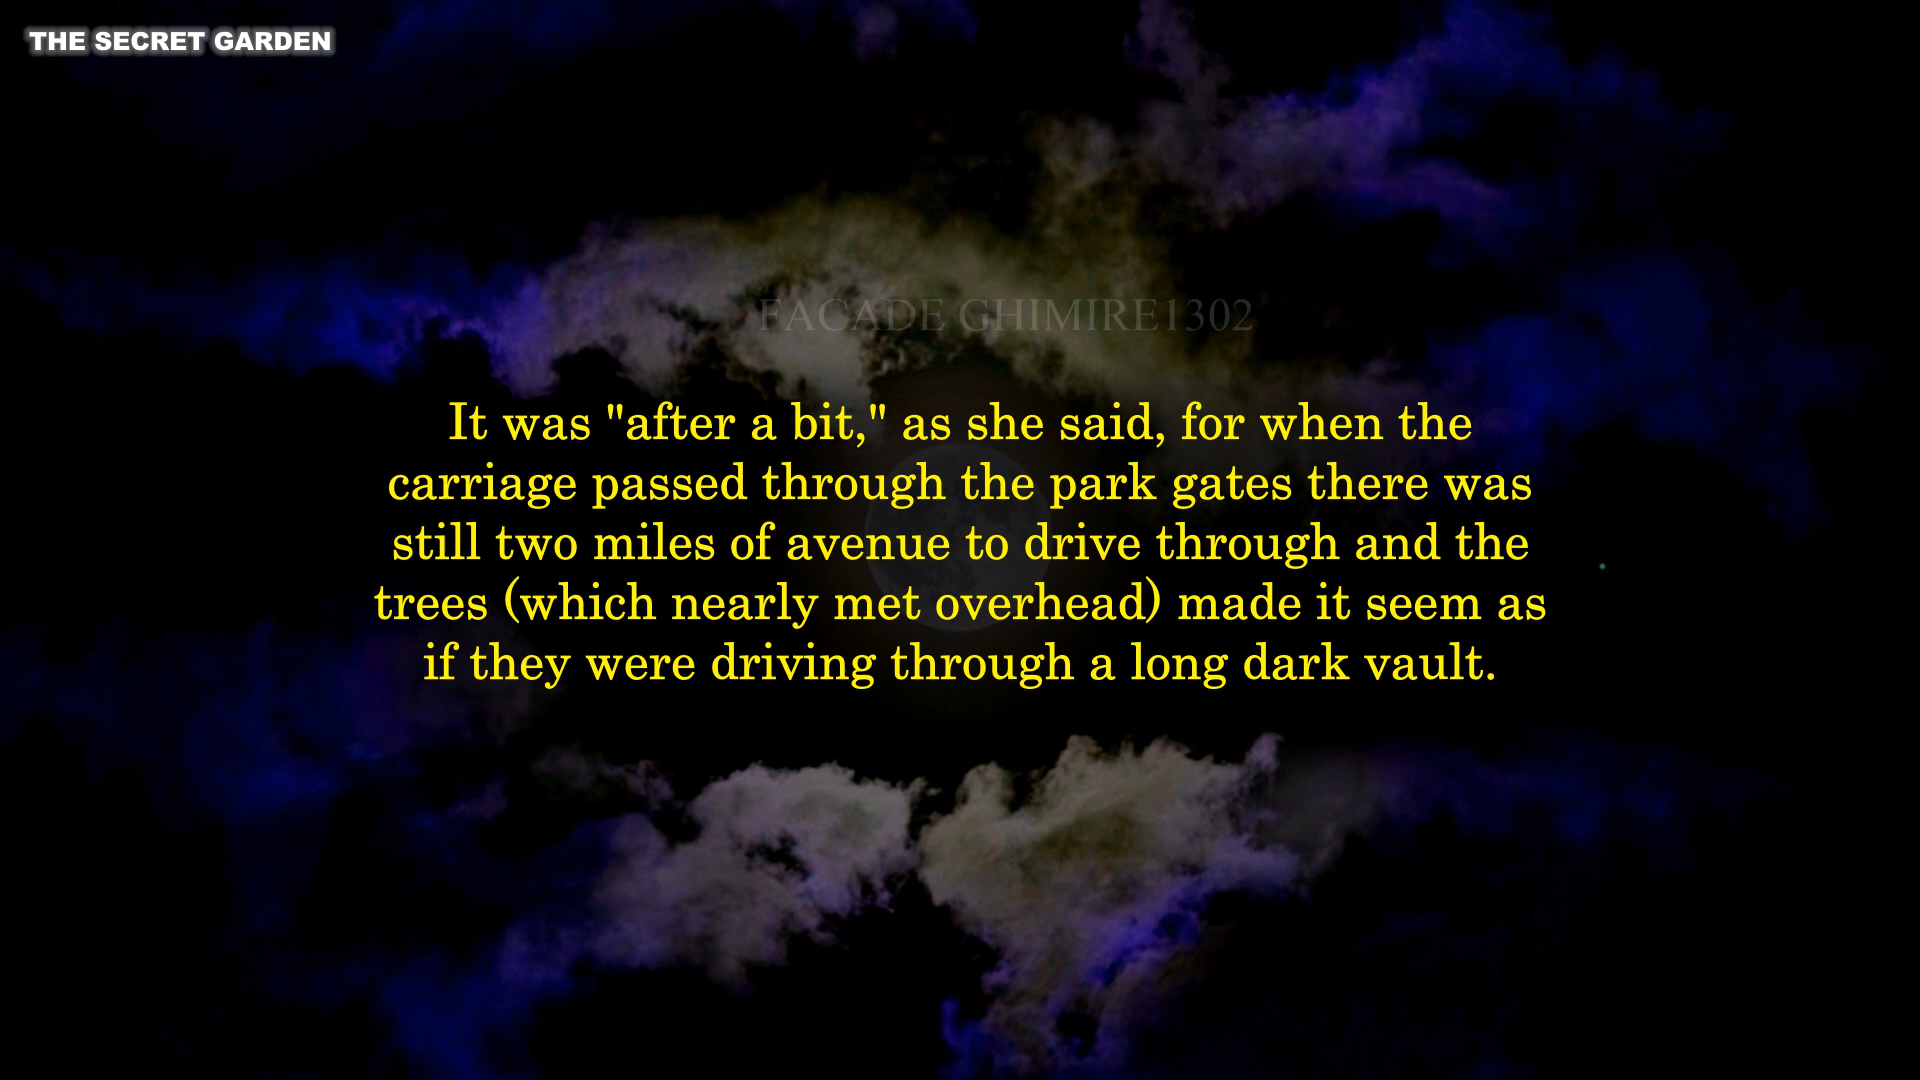 THE SECRET GARDEN
FACADE GHIMIRE1302
It was "after a bit," as she said, for when the
carriage passed through the park gates there was
still two miles of avenue to drive through and the
trees (which nearly met overhead) made it seem as
if they were driving through a long dark vault.